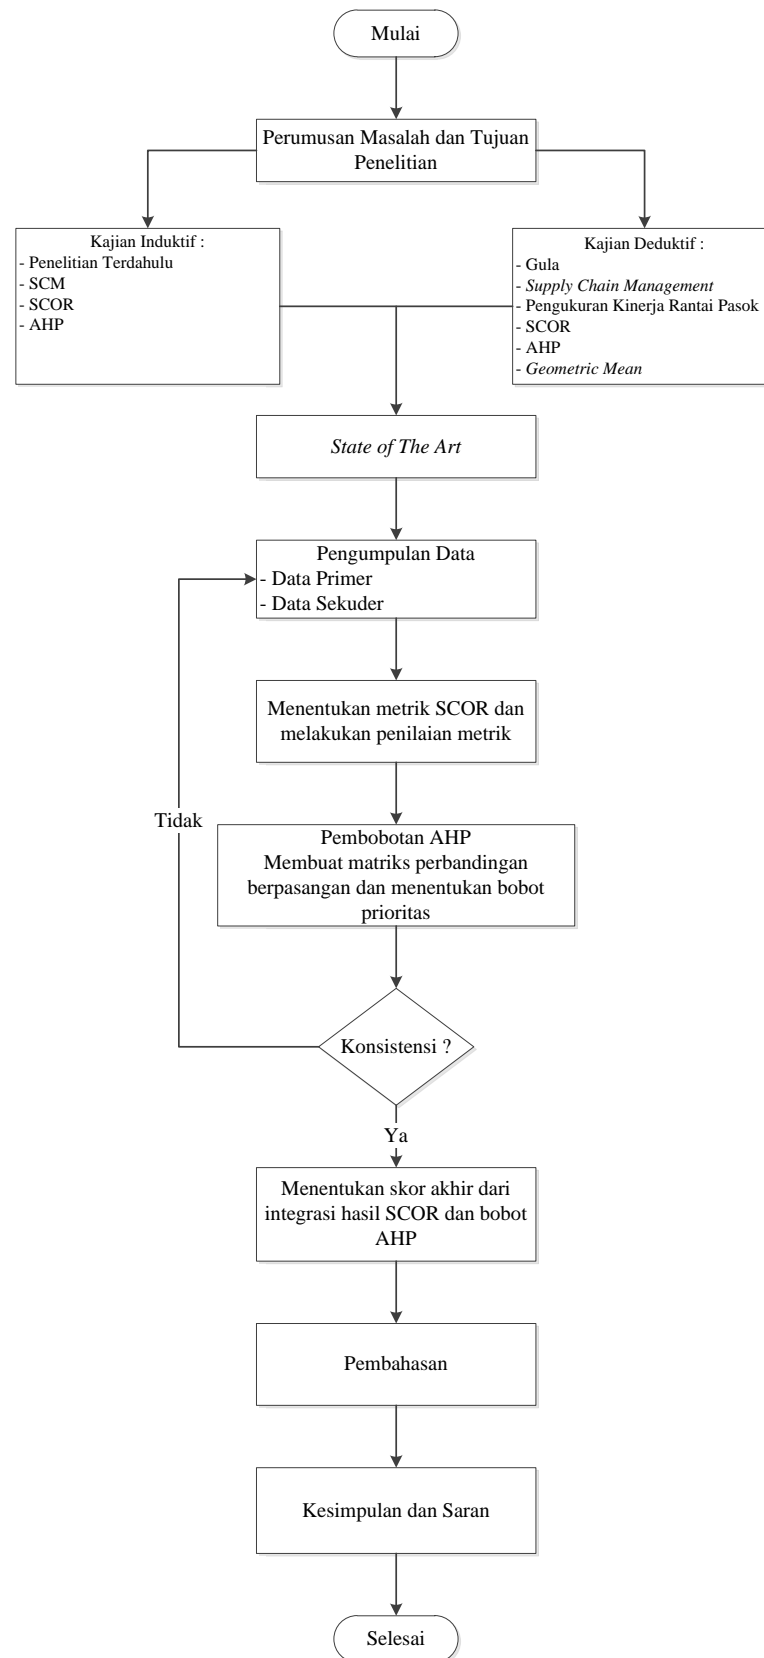 Mulai
Perumusan Masalah dan Tujuan
Penelitian
Kajian Induktif :
- Penelitian Terdahulu
- SCM
- SCOR
- AHP
Kajian Deduktif :
- Gula
- Supply Chain Management
- Pengukuran Kinerja Rantai Pasok
- SCOR
- AHP
- Geometric Mean
State of The Art
Pengumpulan Data
- Data Primer
- Data Sekuder
Menentukan metrik SCOR dan
melakukan penilaian metrik
Tidak
Pembobotan AHP
Membuat matriks perbandingan
berpasangan dan menentukan bobot
prioritas
Konsistensi ?
Ya
Menentukan skor akhir dari
integrasi hasil SCOR dan bobot
AHP
Pembahasan
Kesimpulan dan Saran
Selesai